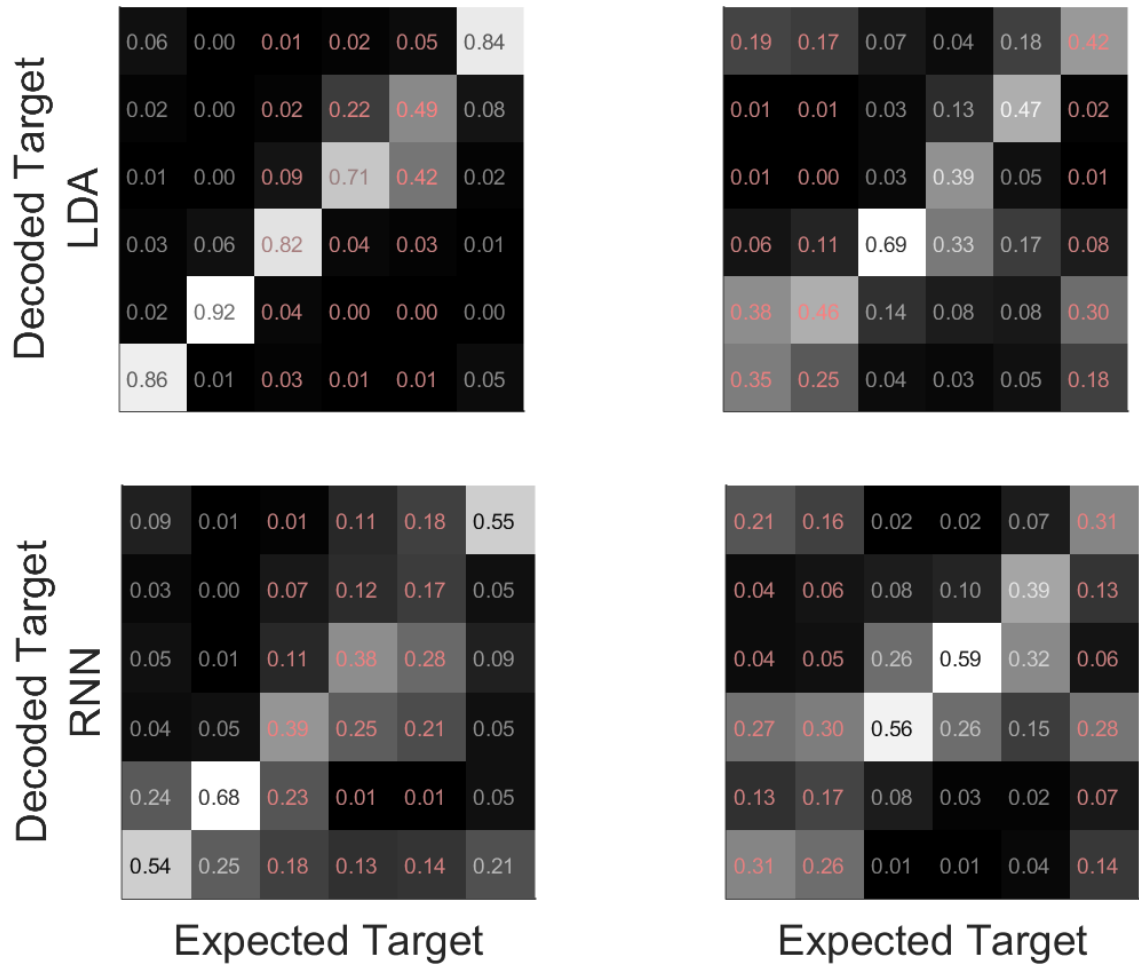 Decoded Target
LDA
0.06 0.00 0.01 0.02 0.05 0.84
0.02 0.00 0.02 0.22 0.49 0.08
0.01 0.00 0.09 0.71 0.42 0.02
0.03 0.06 0.82 0.04 0.03 0.01
0.02 0.92 0.04 0.00 0.00 0.00
0.86 0.01 0.03 0.01 0.01 0.05
0.19 0.17 0.07 0.04 0.18 0.42
0.01 0.01 0.03 0.13 0.47 0.02
0.01 0.00 0.03 0.39 0.05 0.01
0.06 0.11 0.69 0.33 0.17 0.08
0.38 0.46 0.14 0.08 0.08 0.30
0.35 0.25 0.04 0.03 0.05 0.18
Decoded Target
RNN
0.09 0.01 0.01 0.11 0.18 0.55
0.03 0.00 0.07 0.12 0.17 0.05
0.05 0.01 0.11 0.38 0.28 0.09
0.04 0.05 0.39 0.25 0.21 0.05
0.24 0.68 0.23 0.01 0.01 0.05
0.54 0.25 0.18 0.13 0.14 0.21
Expected Target
0.21 0.16 0.02 0.02 0.07 0.31
0.04 0.06 0.08 0.10 0.39 0.13
0.04 0.05 0.26 0.59 0.32 0.06
0.27 0.30 0.56 0.26 0.15 0.28
0.13 0.17 0.08 0.03 0.02 0.07
0.31 0.26 0.01 0.01 0.04 0.14
Expected Target